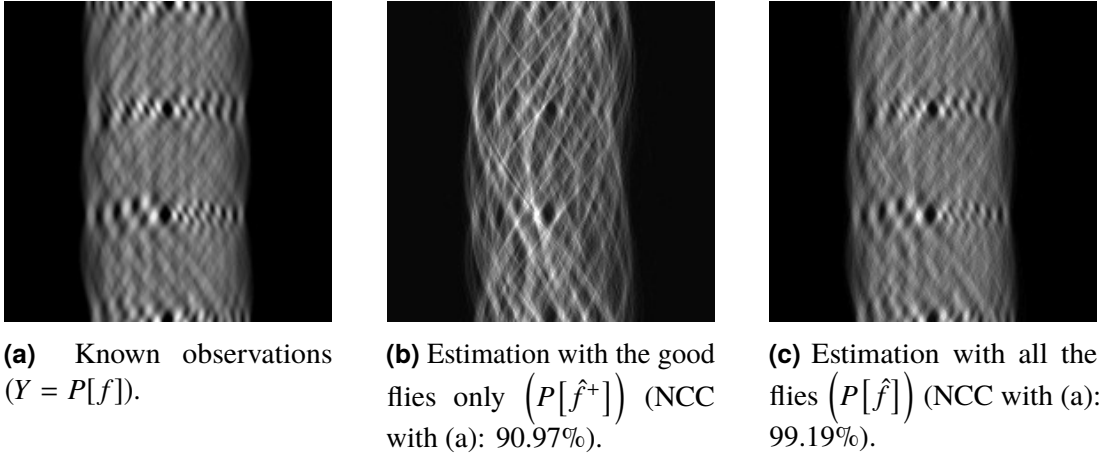 (a) Known observations
(Y = P[f]).
(b) Estimation with the good
flies only (P[f̂⁺]) (NCC
with (a): 90.97%).
(c) Estimation with all the
flies (P[f̂]) (NCC with (a):
99.19%).